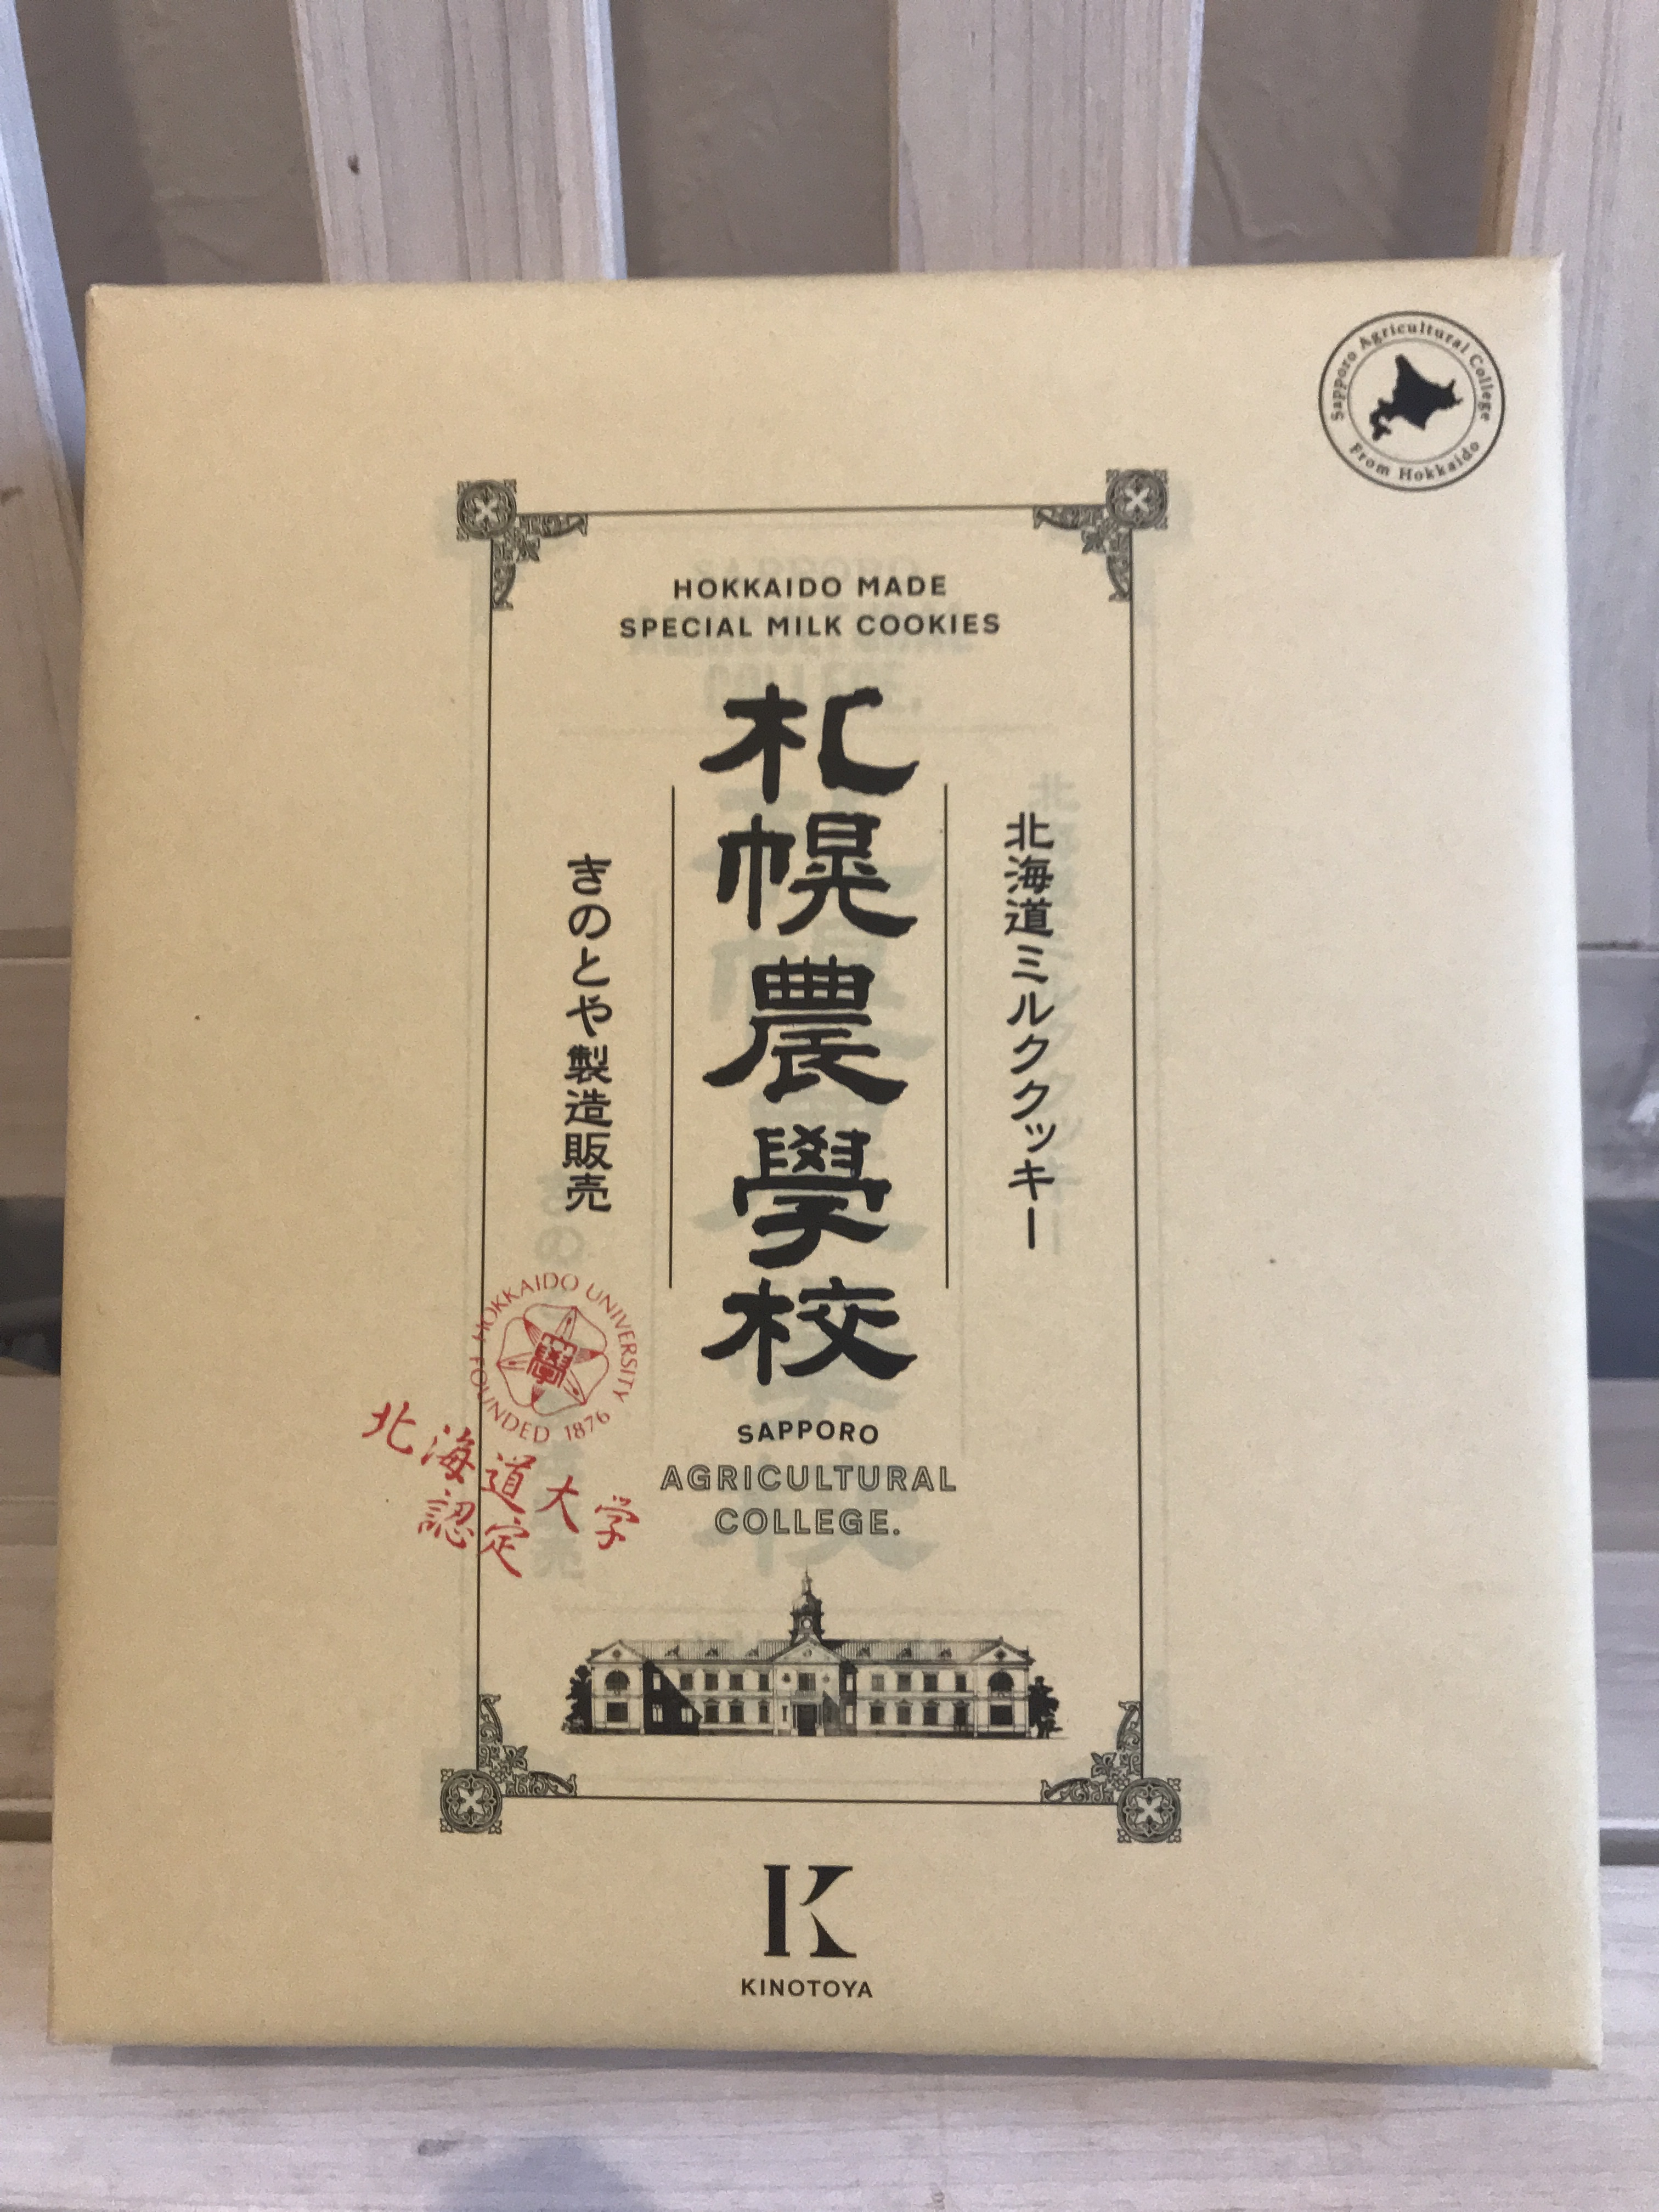 Sapporo Agricultural College
From Hokkaido
HOKKAIDO MADE
SPECIAL MILK COOKIES
北海道ミルククッキー
札幌農學校
きのとや製造販売
SAPPORO
AGRICULTURAL
COLLEGE.
HOKKAIDO UNIVERSITY
FOUNDED 1876
北海道大学
認定
K
KINOTOYA